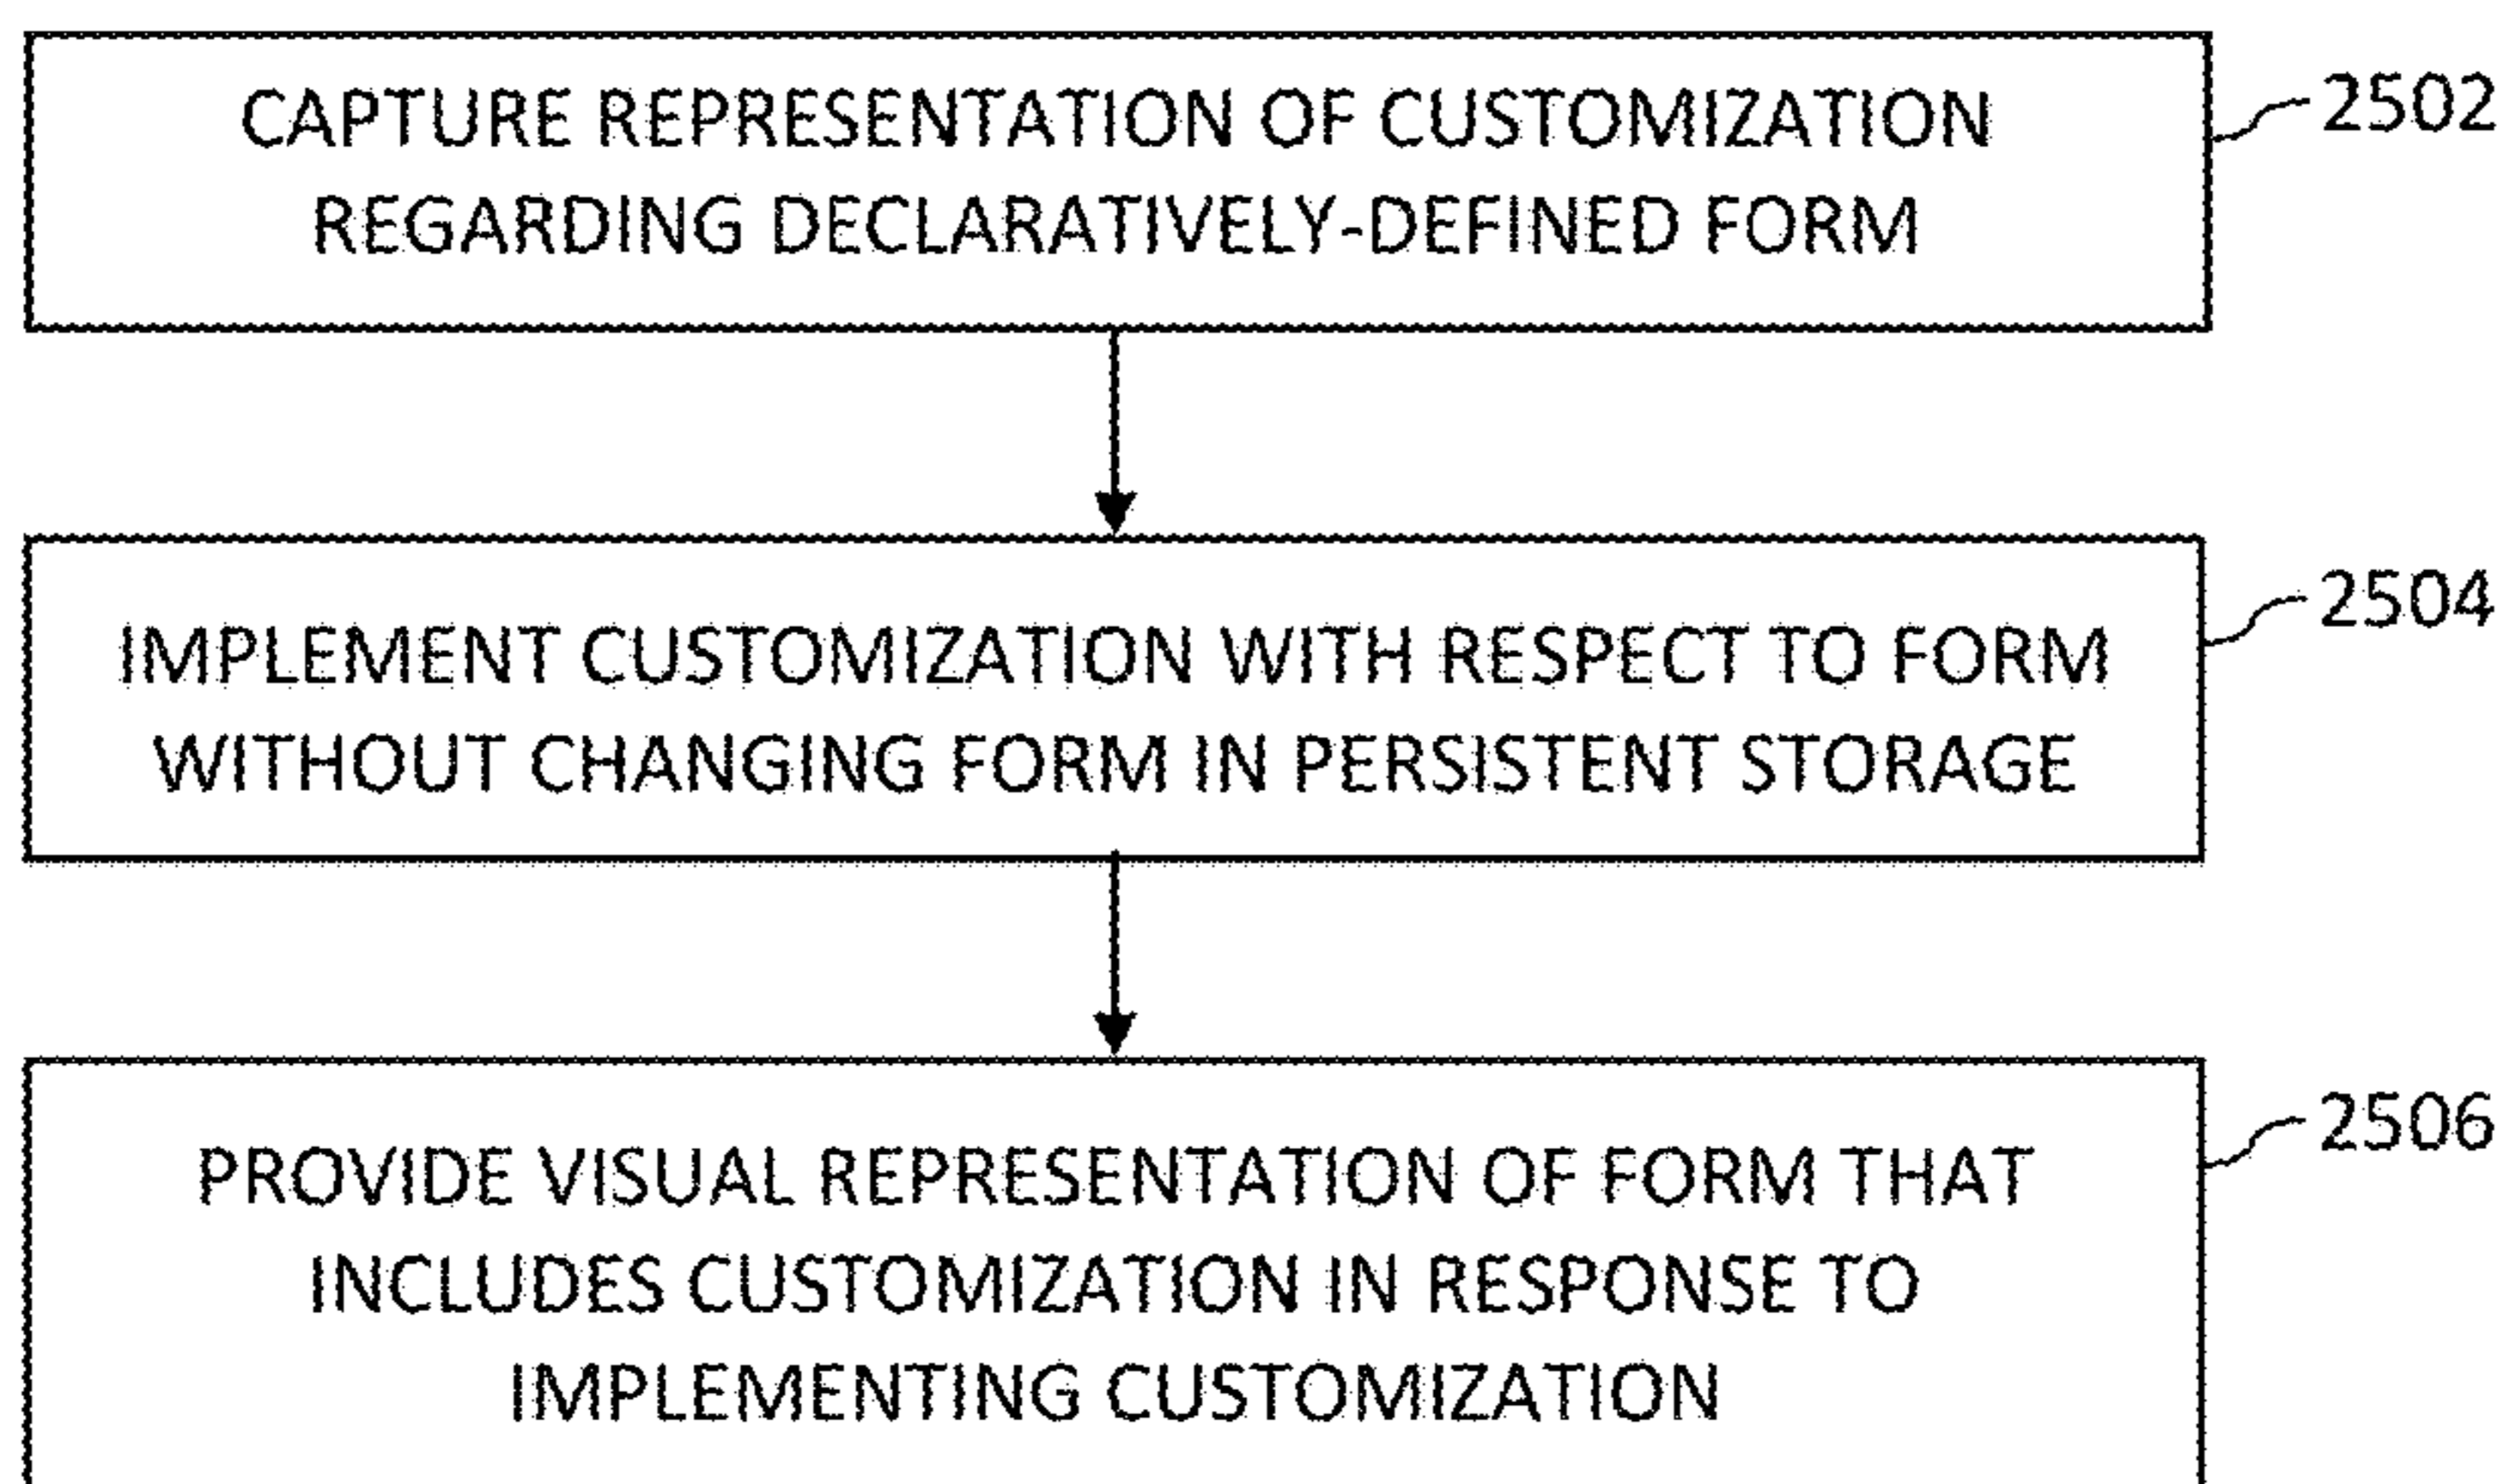 CAPTURE REPRESENTATION OF CUSTOMIZATION
REGARDING DECLARATIVELY-DEFINED FORM
2502
IMPLEMENT CUSTOMIZATION WITH RESPECT TO FORM
WITHOUT CHANGING FORM IN PERSISTENT STORAGE
2504
PROVIDE VISUAL REPRESENTATION OF FORM THAT
INCLUDES CUSTOMIZATION IN RESPONSE TO
IMPLEMENTING CUSTOMIZATION
2506